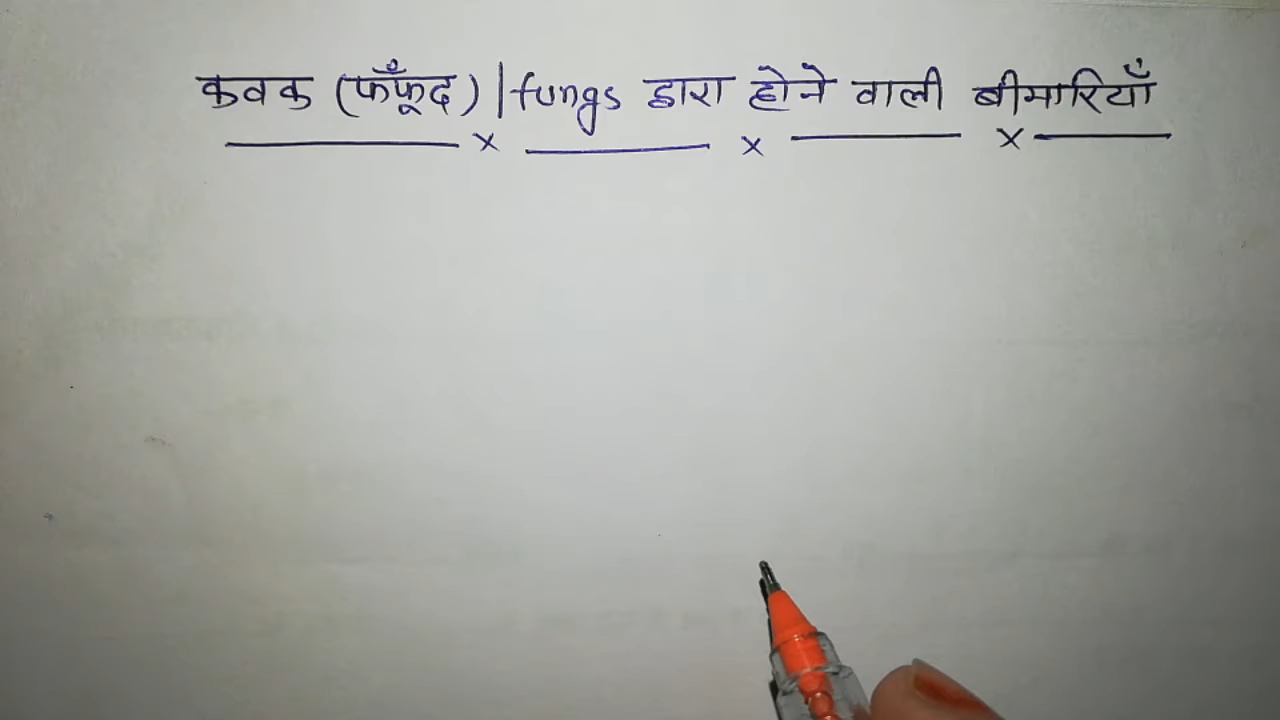 कवक (फँफूद) | fungs द्वारा होने वाली बीमारियाँ